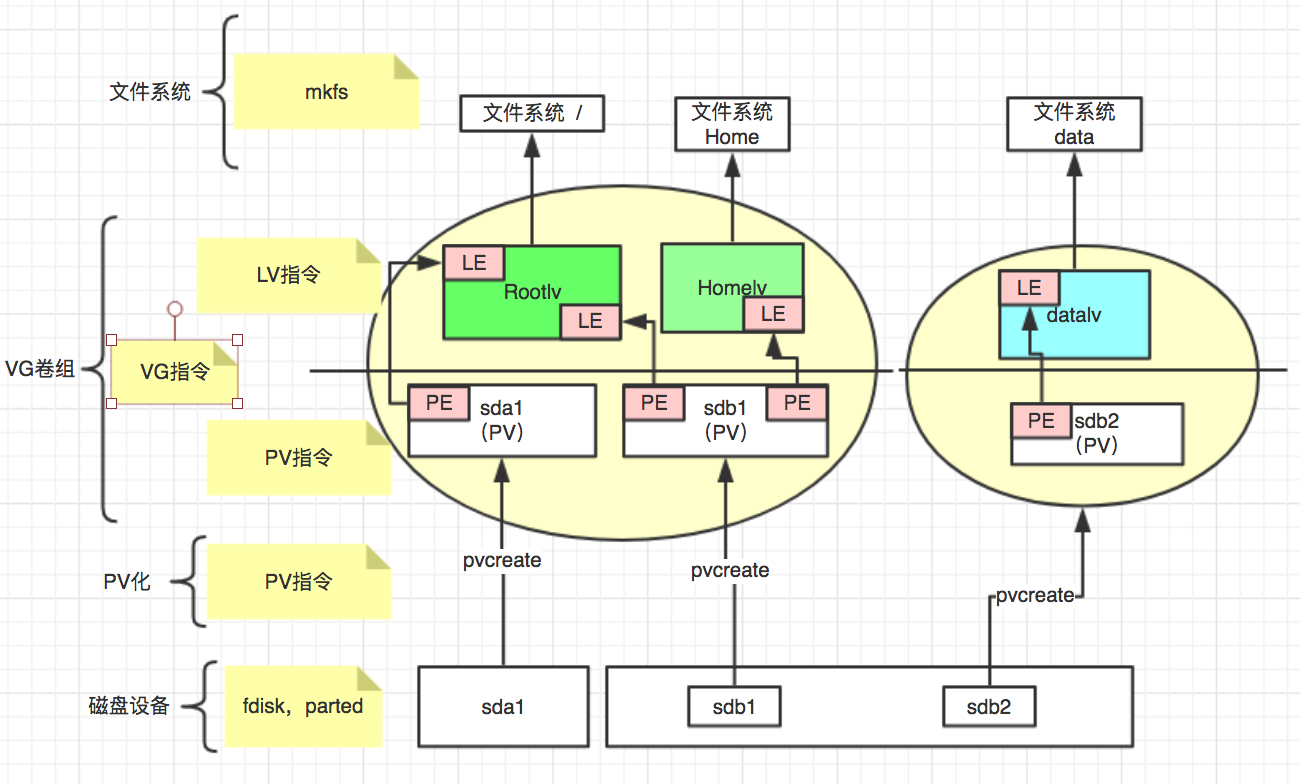 文件系统
mkfs
文件系统 /
文件系统
Home
文件系统
data
LV指令
LE
Rootlv
LE
Homelv
LE
LE
datalv
VG卷组
VG指令
PE
sda1
（PV）
PE
sdb1
（PV）
PE
PE
sdb2
（PV）
PV指令
pvcreate
pvcreate
pvcreate
PV化
PV指令
磁盘设备
fdisk，parted
sda1
sdb1
sdb2